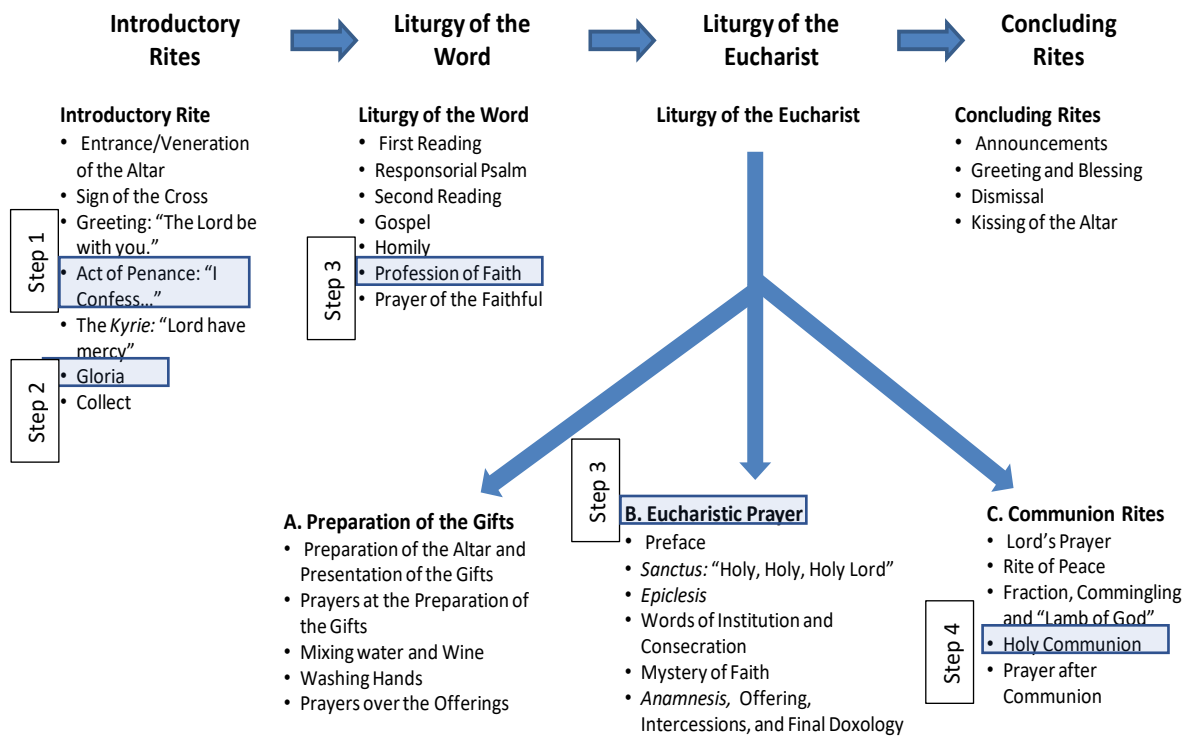 Introductory
Rites
Liturgy of the
Word
Liturgy of the
Eucharist
Concluding
Rites
Introductory Rite
• Entrance/Veneration
of the Altar
• Sign of the Cross
• Greeting: “The Lord be
with you.”
• Act of Penance: “I
Confess…”
• The Kyrie: “Lord have
mercy”
• Gloria
• Collect
Step 1
Step 2
Liturgy of the Word
• First Reading
• Responsorial Psalm
• Second Reading
• Gospel
• Homily
• Profession of Faith
• Prayer of the Faithful
Step 3
Liturgy of the Eucharist
Concluding Rites
• Announcements
• Greeting and Blessing
• Dismissal
• Kissing of the Altar
A. Preparation of the Gifts
• Preparation of the Altar and
Presentation of the Gifts
• Prayers at the Preparation of
the Gifts
• Mixing water and Wine
• Washing Hands
• Prayers over the Offerings
Step 3
B. Eucharistic Prayer
• Preface
• Sanctus: “Holy, Holy, Holy Lord”
• Epiclesis
• Words of Institution and
Consecration
• Mystery of Faith
• Anamnesis, Offering,
Intercessions, and Final Doxology
C. Communion Rites
• Lord’s Prayer
• Rite of Peace
• Fraction, Commingling
and “Lamb of God”
• Holy Communion
• Prayer after
Communion
Step 4